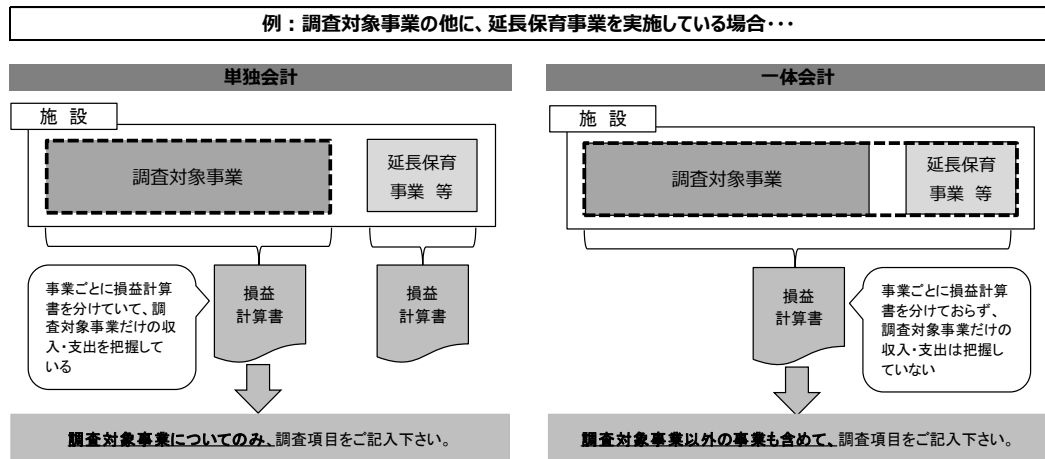 例：調査対象事業の他に、延長保育事業を実施している場合･･･
単独会計
施 設
調査対象事業
延長保育
事業 等
事業ごとに損益計算
書を分けていて、調
査対象事業だけの収
入・支出を把握して
いる
損益
計算書
損益
計算書
調査対象事業についてのみ、調査項目をご記入下さい。
一体会計
施 設
調査対象事業
延長保育
事業 等
損益
計算書
事業ごとに損益計算
書を分けておらず、
調査対象事業だけの
収入・支出は把握し
ていない
調査対象事業以外の事業も含めて、調査項目をご記入下さい。